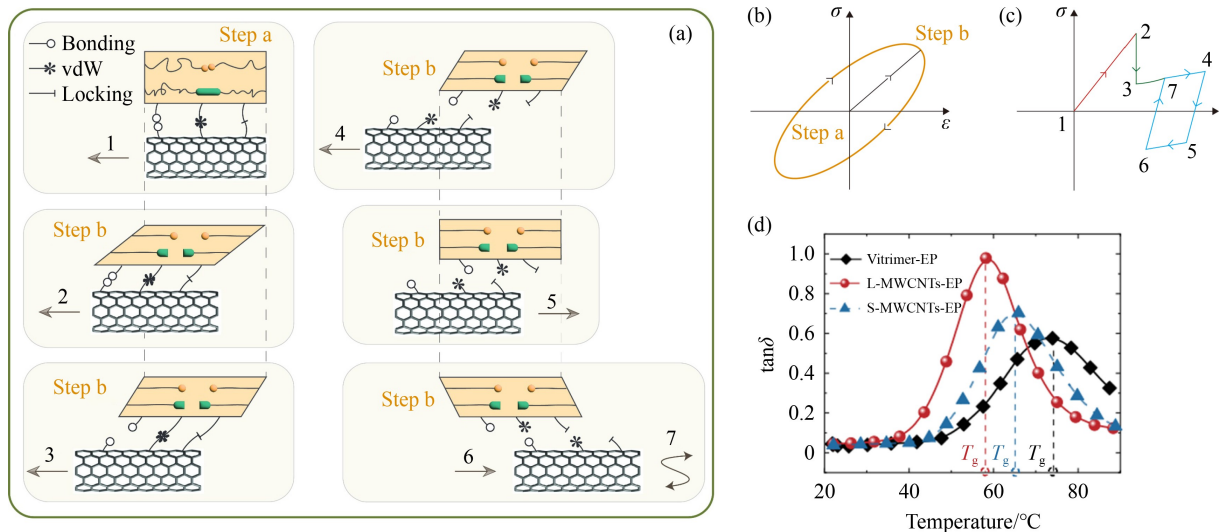 (a)
Bonding
vdW
Locking
Step a
1
Step b
2
Step b
3
Step b
4
Step b
5
Step b
6
7
(b)
σ
Step b
Step a
ε
(c)
σ
2
4
3
7
1
6
5
(d)
Vitrimer-EP
L-MWCNTs-EP
S-MWCNTs-EP
tanδ
1.0
0.8
0.6
0.4
0.2
0
Tg
Tg
Tg
20 40 60 80
Temperature/°C